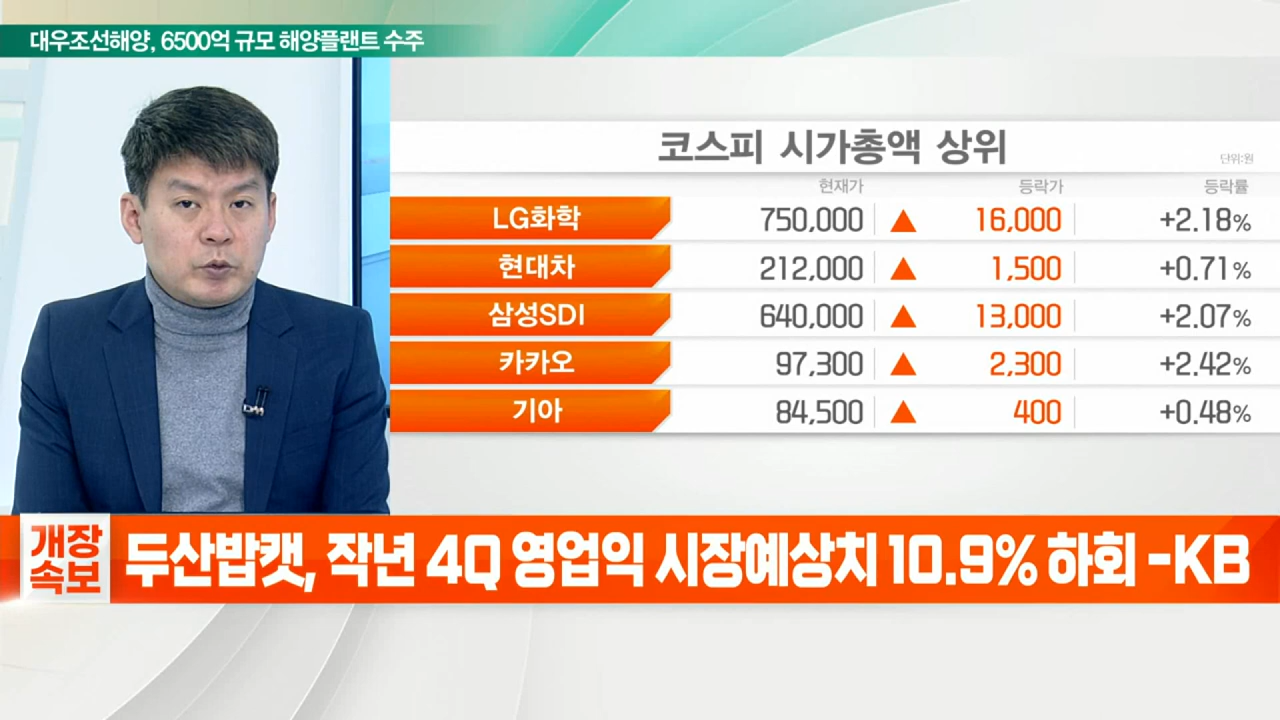 대우조선해양, 6500억 규모 해양플랜트 수주
코스피 시가총액 상위
단위:원
현재가 등락가 등락률
LG화학 750,000 ▲ 16,000 +2.18%
현대차 212,000 ▲ 1,500 +0.71%
삼성SDI 640,000 ▲ 13,000 +2.07%
카카오 97,300 ▲ 2,300 +2.42%
기아 84,500 ▲ 400 +0.48%
개장
속보
두산밥캣, 작년 4Q 영업익 시장예상치 10.9% 하회 -KB